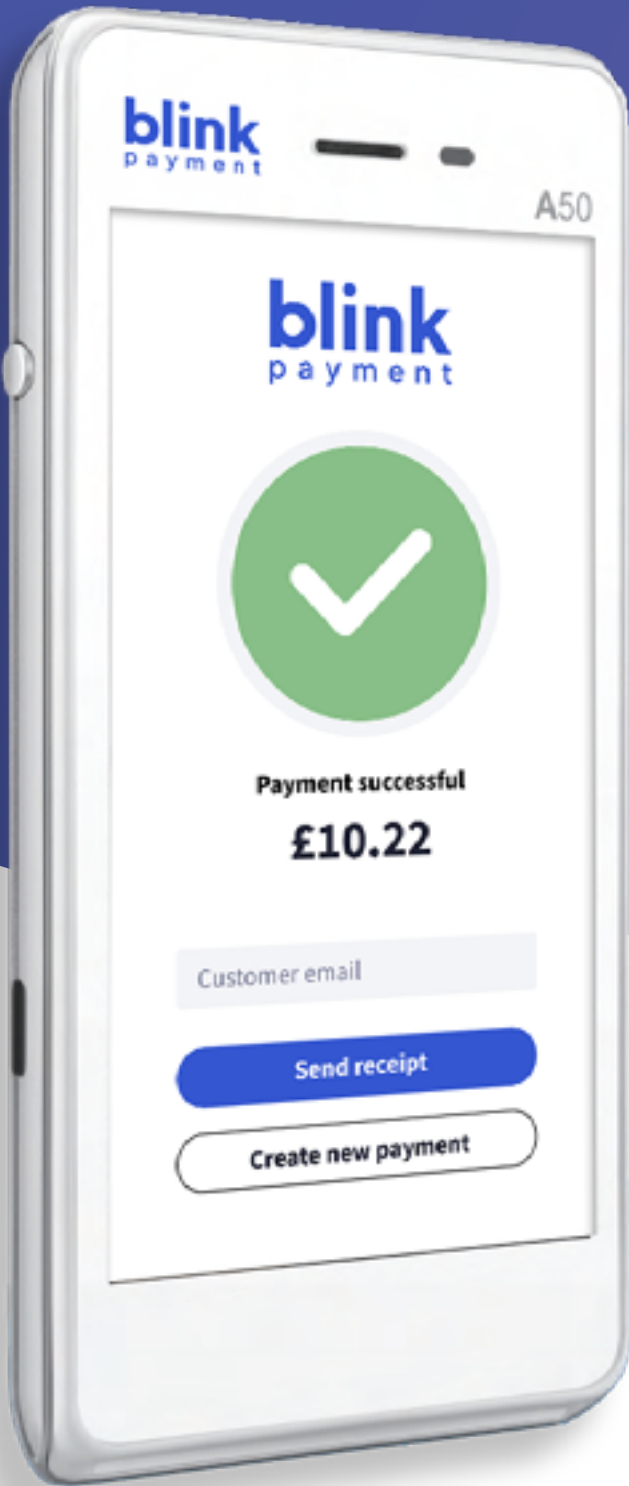 blink
payment
A50
blink
payment
Payment successful
£10.22
Customer email
Send receipt
Create new payment